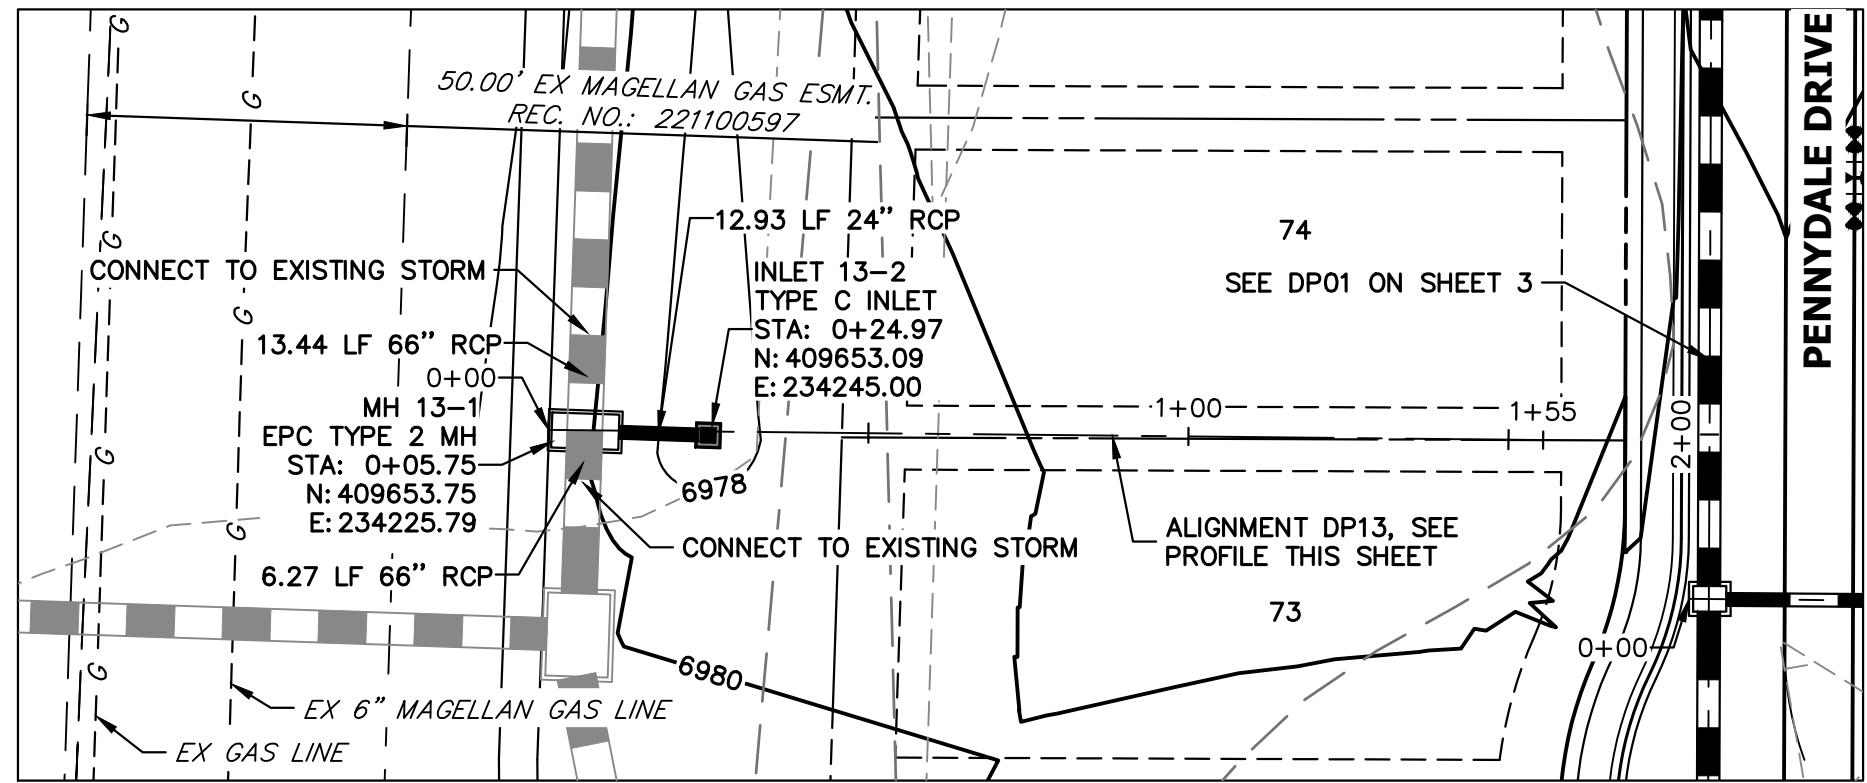 50.00' EX MAGELLAN GAS ESMT.
REC. NO.: 221100597
12.93 LF 24" RCP
CONNECT TO EXISTING STORM
INLET 13-2
TYPE C INLET
STA: 0+24.97
N: 409653.09
E: 234245.00
13.44 LF 66" RCP
0+00
MH 13-1
EPC TYPE 2 MH
STA: 0+05.75
N: 409653.75
E: 234225.79
6.27 LF 66" RCP
6978
CONNECT TO EXISTING STORM
74
SEE DP01 ON SHEET 3
PENNYDALE DRIVE
1+00
1+55
2+00
ALIGNMENT DP13, SEE
PROFILE THIS SHEET
73
0+00
6980
EX 6" MAGELLAN GAS LINE
EX GAS LINE
G
G
G
G
G
G
G